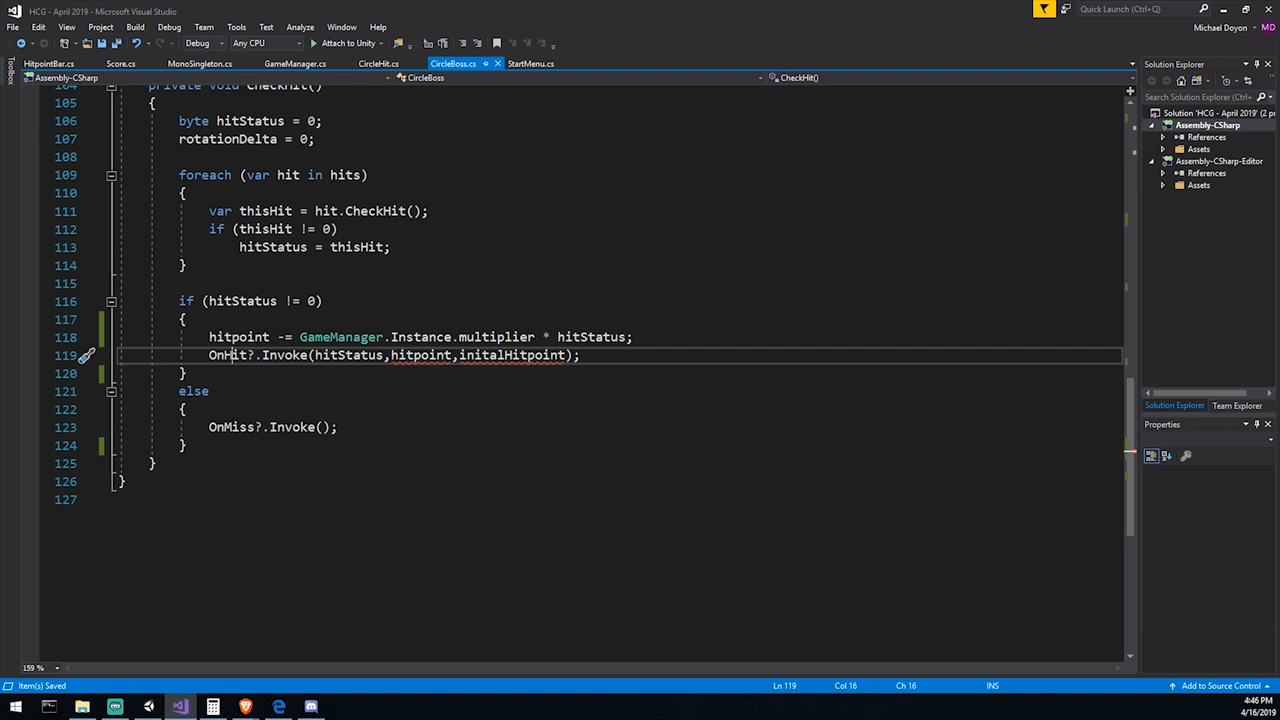 HCG - April 2019 - Microsoft Visual Studio
Quick Launch (Ctrl+Q)
File Edit View Project Build Debug Team Tools Test Analyze Window Help
Michael Doyon MD
Debug Any CPU Attach to Unity
HitpointBar.cs Score.cs MonoSingleton.cs GameManager.cs CircleHit.cs CircleBoss.cs StartMenu.cs
Solution Explorer
Assembly-CSharp CircleBoss CheckHit()
Toolbox
Search Solution Explorer (Ctrl+
Solution 'HCG - April 2019' (2 pr
Assembly-CSharp
References
Assets
Assembly-CSharp-Editor
References
Assets
104 private void CheckHit()
105 {
106 byte hitStatus = 0;
107 rotationDelta = 0;
108
109 foreach (var hit in hits)
110 {
111 var thisHit = hit.CheckHit();
112 if (thisHit != 0)
113 hitStatus = thisHit;
114 }
115
116 if (hitStatus != 0)
117 {
118 hitpoint -= GameManager.Instance.multiplier * hitStatus;
119 OnHit?.Invoke(hitStatus,hitpoint,initalHitpoint);
120 }
121 else
122 {
123 OnMiss?.Invoke();
124 }
125 }
126 }
127
Solution Explorer Team Explorer
Properties
159 %
Item(s) Saved Ln 119 Col 16 Ch 16 INS Add to Source Control
4:46 PM
4/16/2019